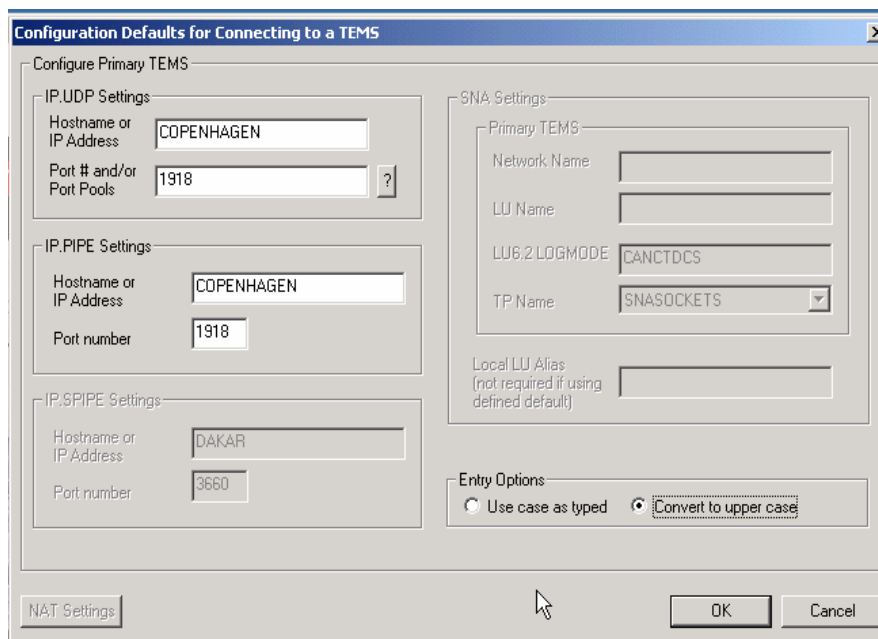 Configuration Defaults for Connecting to a TEMS
Configure Primary TEMS
IP.UDP Settings
Hostname or
IP Address
COPENHAGEN
Port # and/or
Port Pools
1918
?
IP.PIPE Settings
Hostname or
IP Address
COPENHAGEN
Port number
1918
IP.SPIPE Settings
Hostname or
IP Address
DAKAR
Port number
3660
SNA Settings
Primary TEMS
Network Name
LU Name
LU6.2 LOGMODE
CANCTDCS
TP Name
SNASOCKETS
Local LU Alias
(not required if using
defined default)
Entry Options
Use case as typed
Convert to upper case
NAT Settings
OK
Cancel